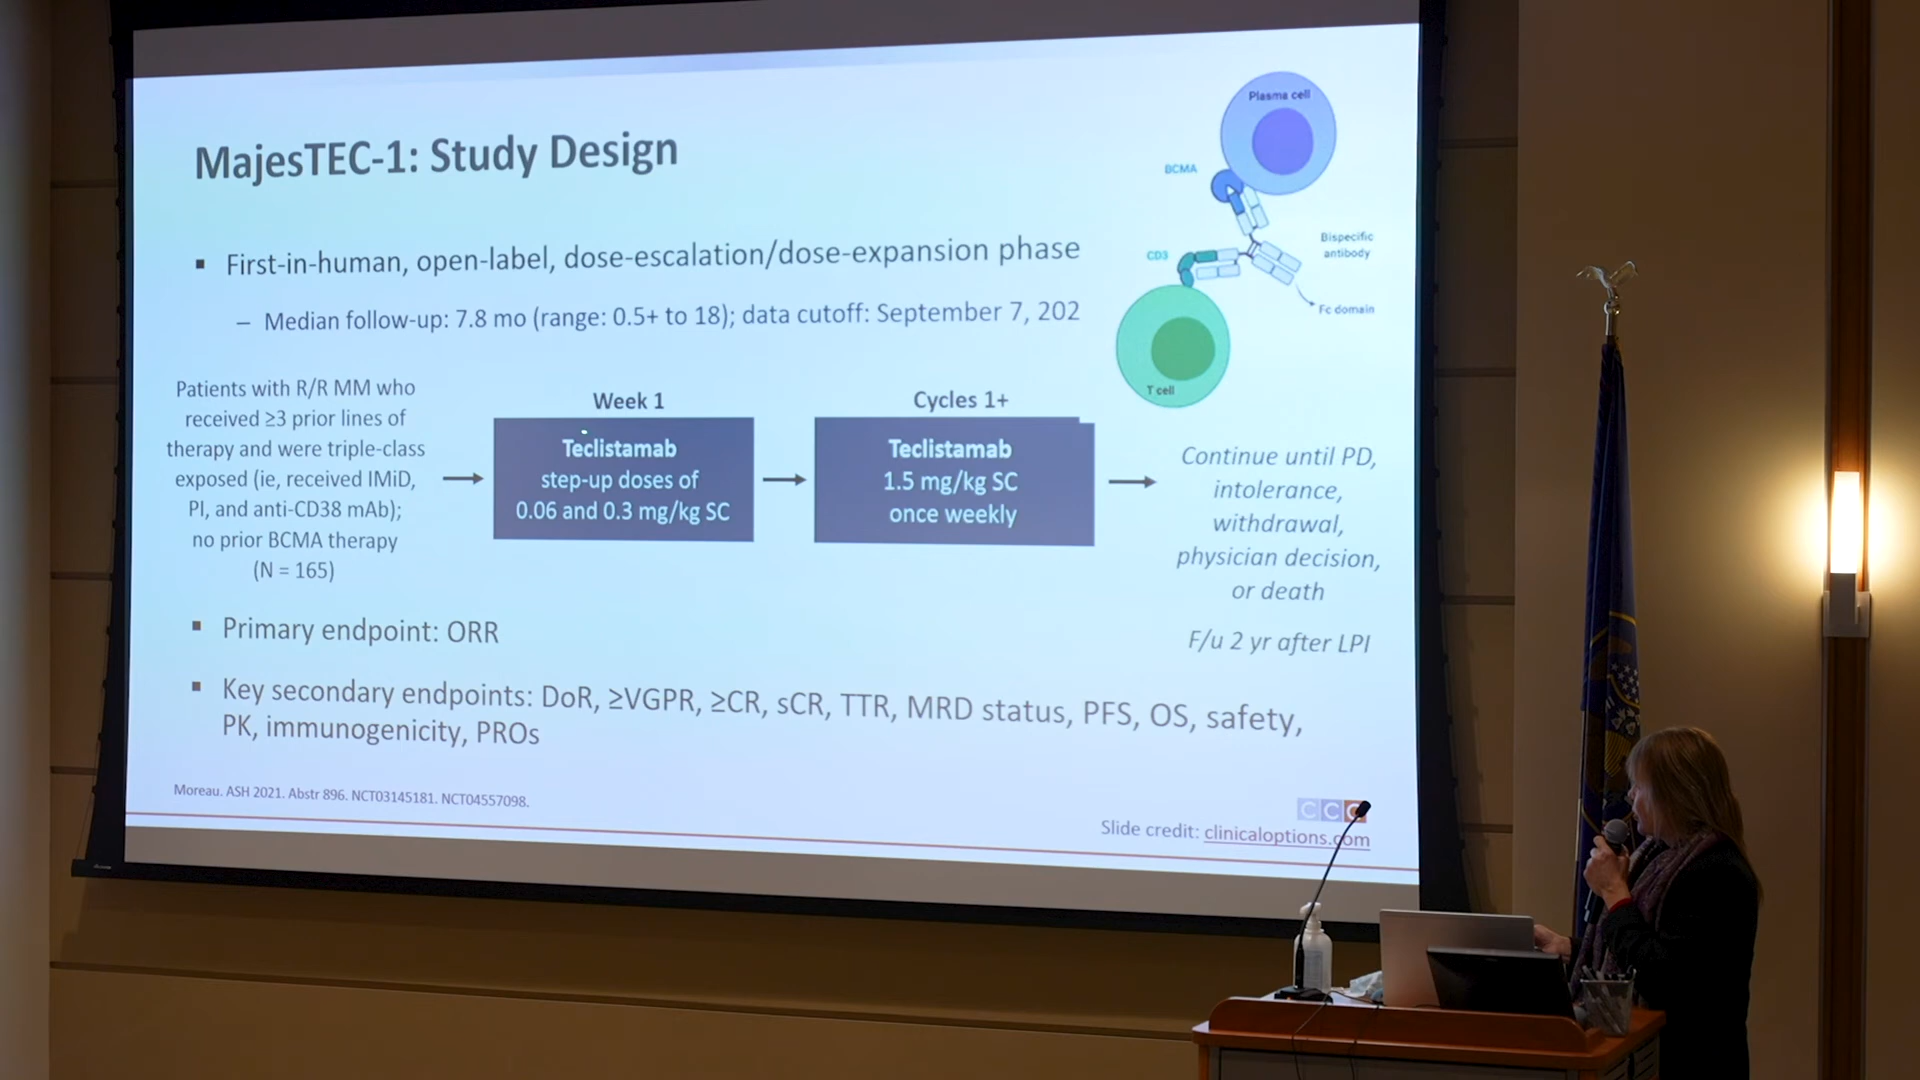 MajesTEC-1: Study Design
Plasma cell
BCMA
CD3
Bispecific
antibody
Fc domain
T cell
▪ First-in-human, open-label, dose-escalation/dose-expansion phase
– Median follow-up: 7.8 mo (range: 0.5+ to 18); data cutoff: September 7, 202
Patients with R/R MM who
received ≥3 prior lines of
therapy and were triple-class
exposed (ie, received IMiD,
PI, and anti-CD38 mAb);
no prior BCMA therapy
(N = 165)
Week 1
Teclistamab
step-up doses of
0.06 and 0.3 mg/kg SC
Cycles 1+
Teclistamab
1.5 mg/kg SC
once weekly
Continue until PD,
intolerance,
withdrawal,
physician decision,
or death
F/u 2 yr after LPI
▪ Primary endpoint: ORR
▪ Key secondary endpoints: DoR, ≥VGPR, ≥CR, sCR, TTR, MRD status, PFS, OS, safety,
PK, immunogenicity, PROs
Moreau. ASH 2021. Abstr 896. NCT03145181. NCT04557098.
CCO
Slide credit: clinicaloptions.com